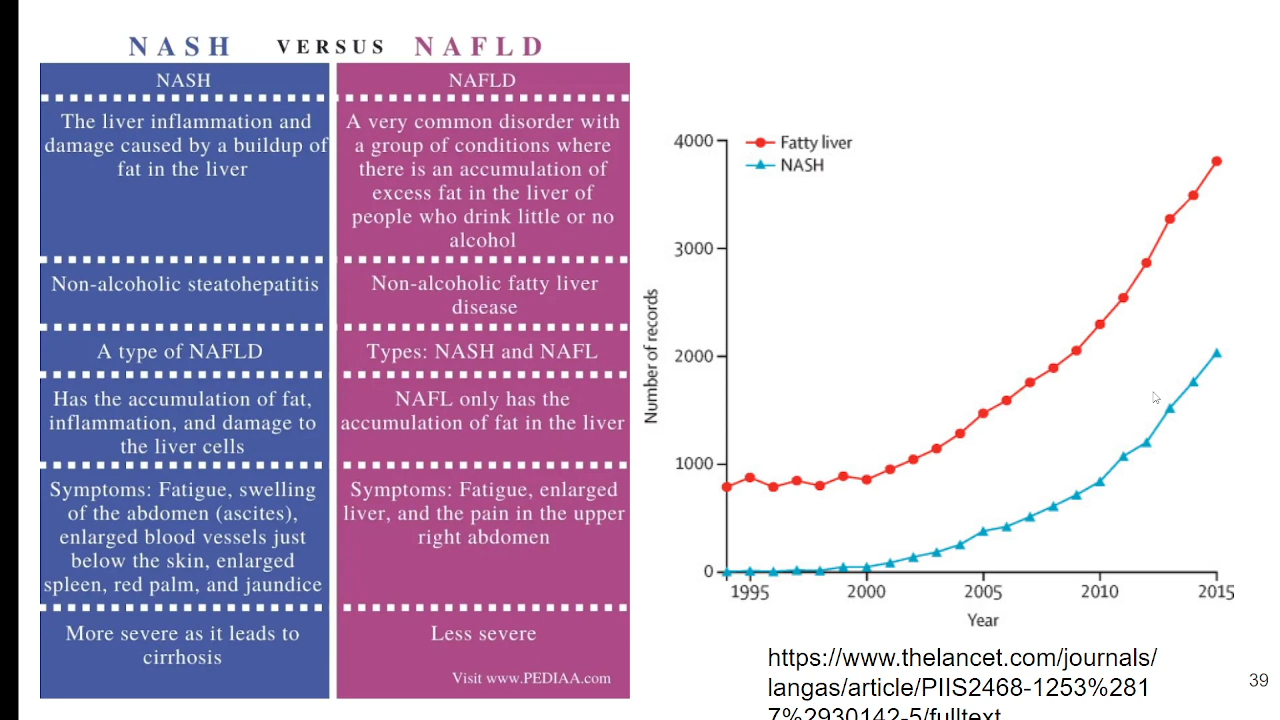 NASH VERSUS NAFLD
NASH
The liver inflammation and
damage caused by a buildup of
fat in the liver
Non-alcoholic steatohepatitis
A type of NAFLD
Has the accumulation of fat,
inflammation, and damage to
the liver cells
Symptoms: Fatigue, swelling
of the abdomen (ascites),
enlarged blood vessels just
below the skin, enlarged
spleen, red palm, and jaundice
More severe as it leads to
cirrhosis
NAFLD
A very common disorder with
a group of conditions where
there is an accumulation of
excess fat in the liver of
people who drink little or no
alcohol
Non-alcoholic fatty liver
disease
Types: NASH and NAFL
NAFL only has the
accumulation of fat in the liver
Symptoms: Fatigue, enlarged
liver, and the pain in the upper
right abdomen
Less severe
Visit www.PEDIAA.com
Fatty liver
NASH
Number of records
4000
3000
2000
1000
0
1995 2000 2005 2010 2015
Year
https://www.thelancet.com/journals/
langas/article/PIIS2468-1253%281
7%2930142-5/fulltext
39